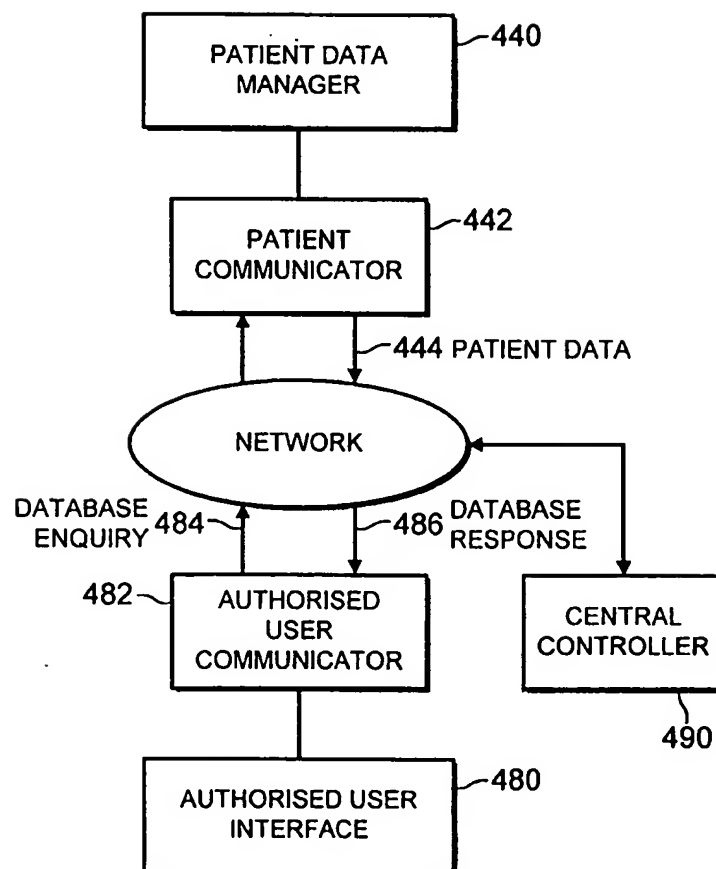 PATIENT DATA
MANAGER
440
PATIENT
COMMUNICATOR
442
444 PATIENT DATA
NETWORK
DATABASE
ENQUIRY
484
486
DATABASE
RESPONSE
482
AUTHORISED
USER
COMMUNICATOR
CENTRAL
CONTROLLER
490
AUTHORISED USER
INTERFACE
480